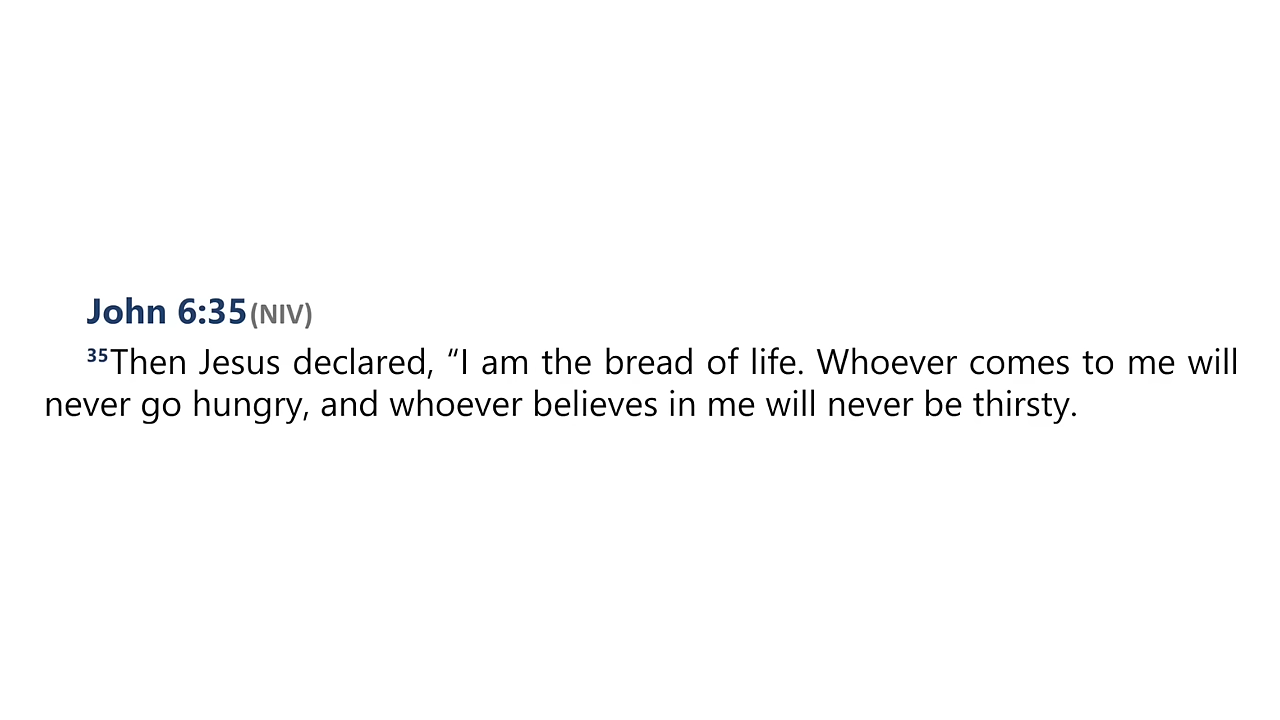 John 6:35(NIV)
35Then Jesus declared, “I am the bread of life. Whoever comes to me will
never go hungry, and whoever believes in me will never be thirsty.